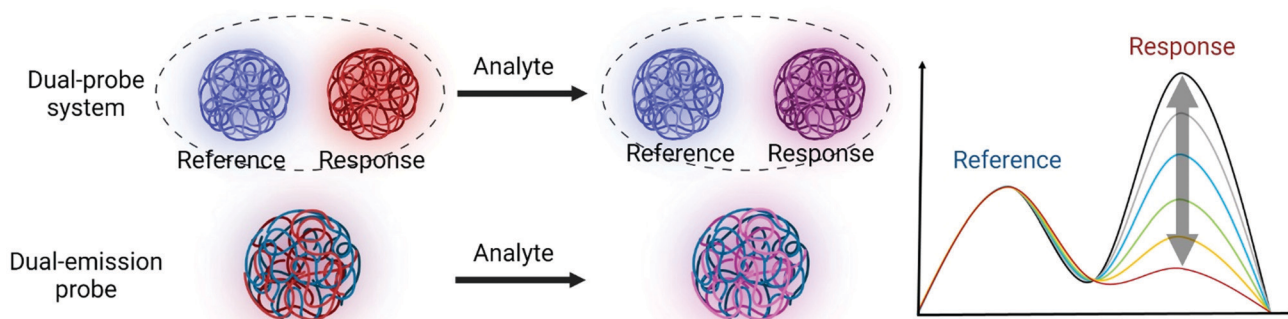 Dual-probe
system
Reference
Response
Analyte
Reference
Response
Dual-emission
probe
Analyte
Response
Reference